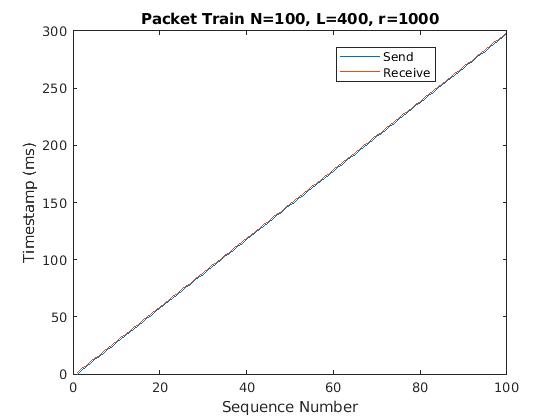 Packet Train N=100, L=400, r=1000
300
250
200
150
100
50
0
Timestamp (ms)
Send
Receive
0 20 40 60 80 100
Sequence Number